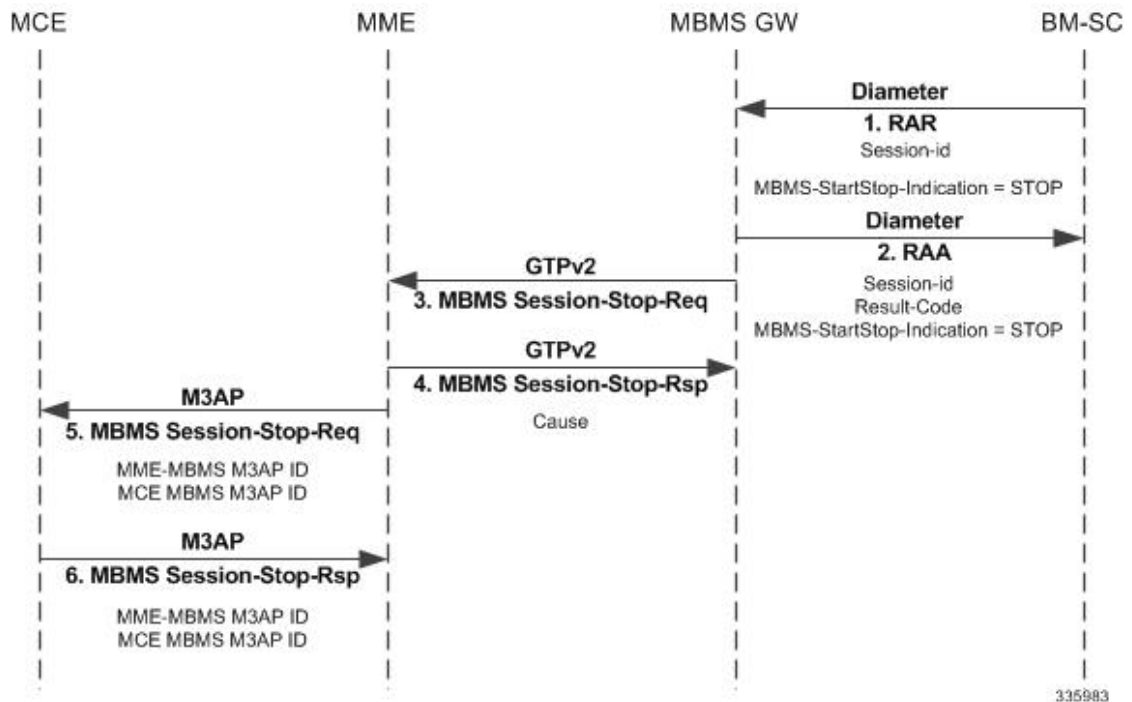 MCE
MME
MBMS GW
BM-SC
Diameter
1. RAR
Session-id
MBMS-StartStop-Indication = STOP
Diameter
2. RAA
Session-id
Result-Code
MBMS-StartStop-Indication = STOP
GTPv2
3. MBMS Session-Stop-Req
GTPv2
4. MBMS Session-Stop-Rsp
Cause
M3AP
5. MBMS Session-Stop-Req
MME-MBMS M3AP ID
MCE MBMS M3AP ID
M3AP
6. MBMS Session-Stop-Rsp
MME-MBMS M3AP ID
MCE MBMS M3AP ID
335983